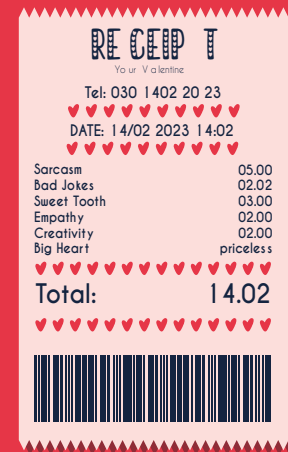 RECEIPT
Your Valentine
Tel: 030 1402 20 23
DATE: 14/02 2023 14:02
Sarcasm 05.00
Bad Jokes 02.02
Sweet Tooth 03.00
Empathy 02.00
Creativity 02.00
Big Heart priceless
Total: 14.02